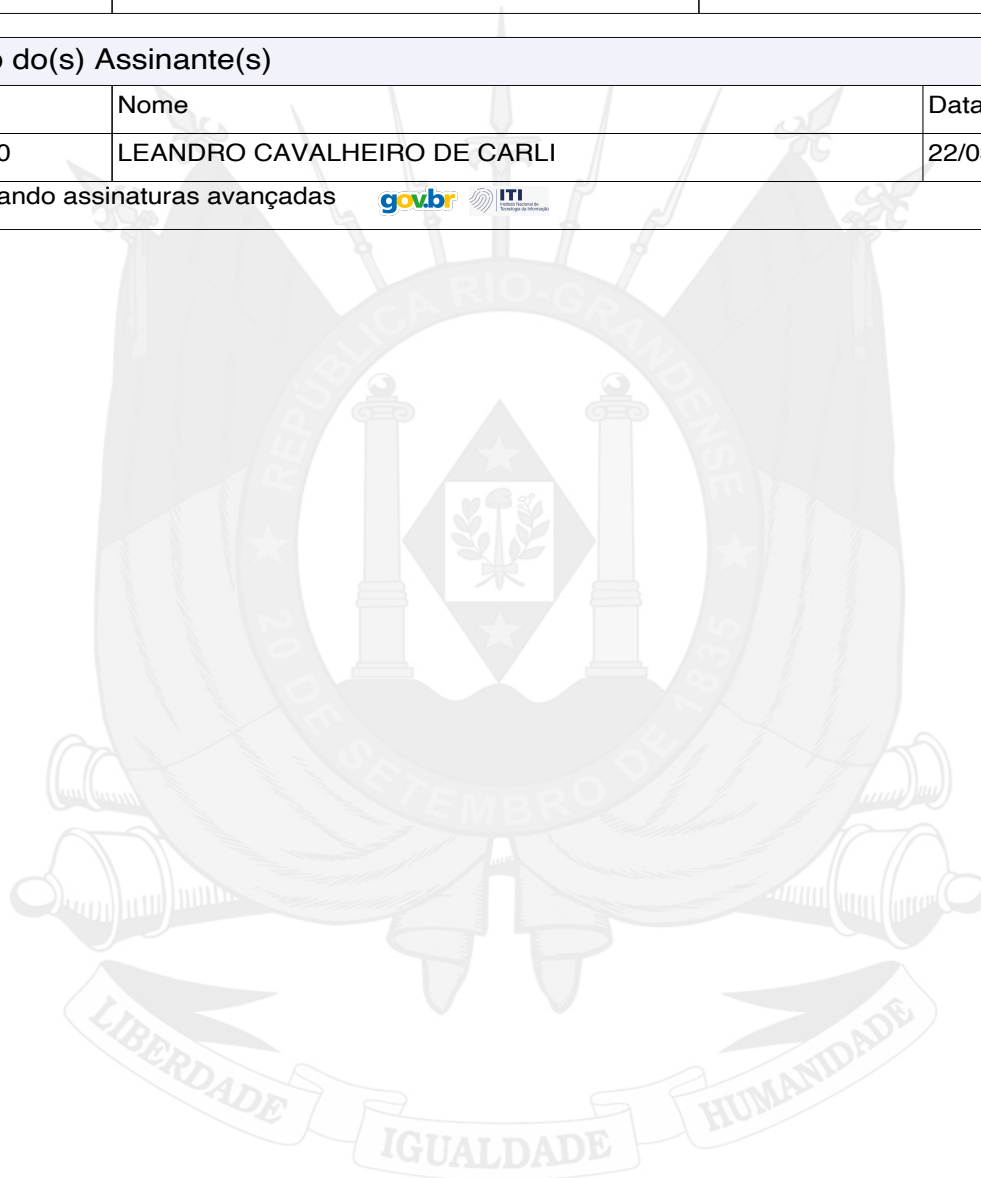 o do(s) Assinante(s)
Nome Data
0 LEANDRO CAVALHEIRO DE CARLI 22/0
ando assinaturas avançadas gov.br ITI
REPÚBLICA RIO-GRANDENSE
20 DE SETEMBRO DE 1835
LIBERDADE IGUALDADE HUMANIDADE